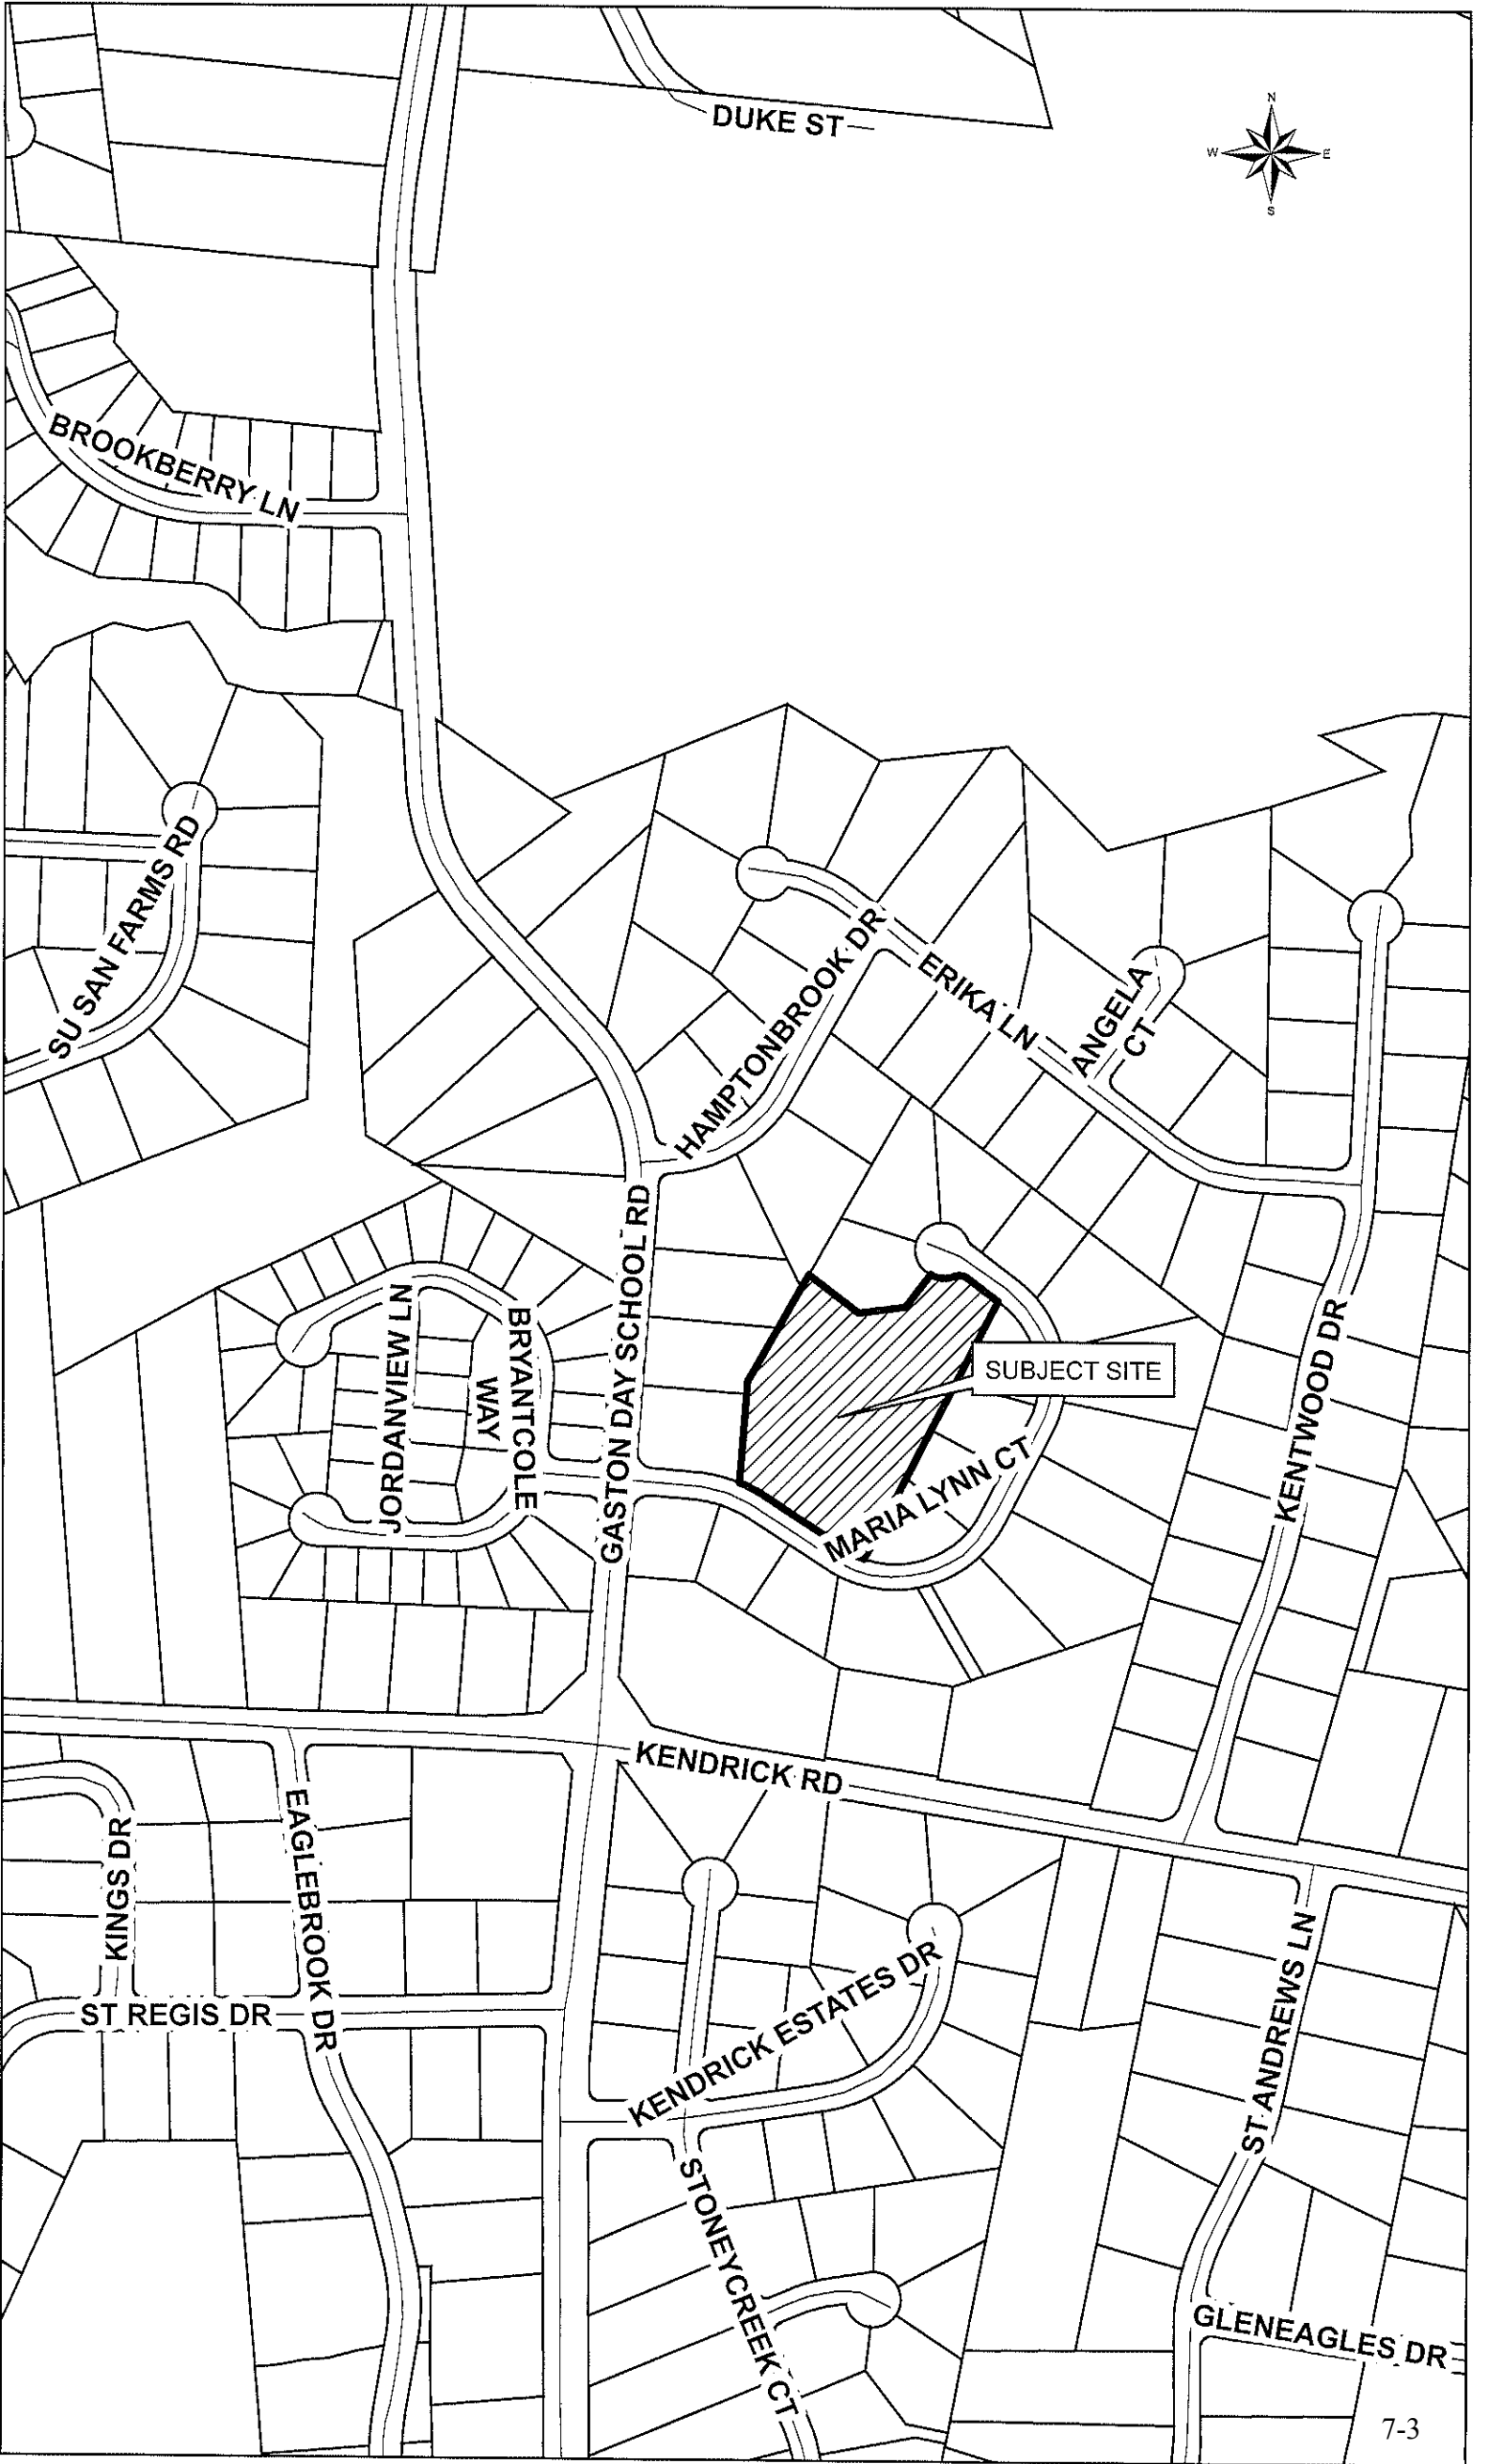 DUKE ST
N
W
E
S
BROOKBERRY LN
SU SAN FARMS RD
HAMPTONBROOK DR
ERIKA LN
ANGELA
CT
GASTON DAY SCHOOL RD
JORDANVIEW LN
BRYANTCOLE
WAY
SUBJECT SITE
MARIA LYNN CT
KENTWOOD DR
KENDRICK RD
KINGS DR
EAGLEBROOK DR
ST REGIS DR
KENDRICK ESTATES DR
ST ANDREWS LN
STONEYCREEK CT
GLENEAGLES DR
7-3